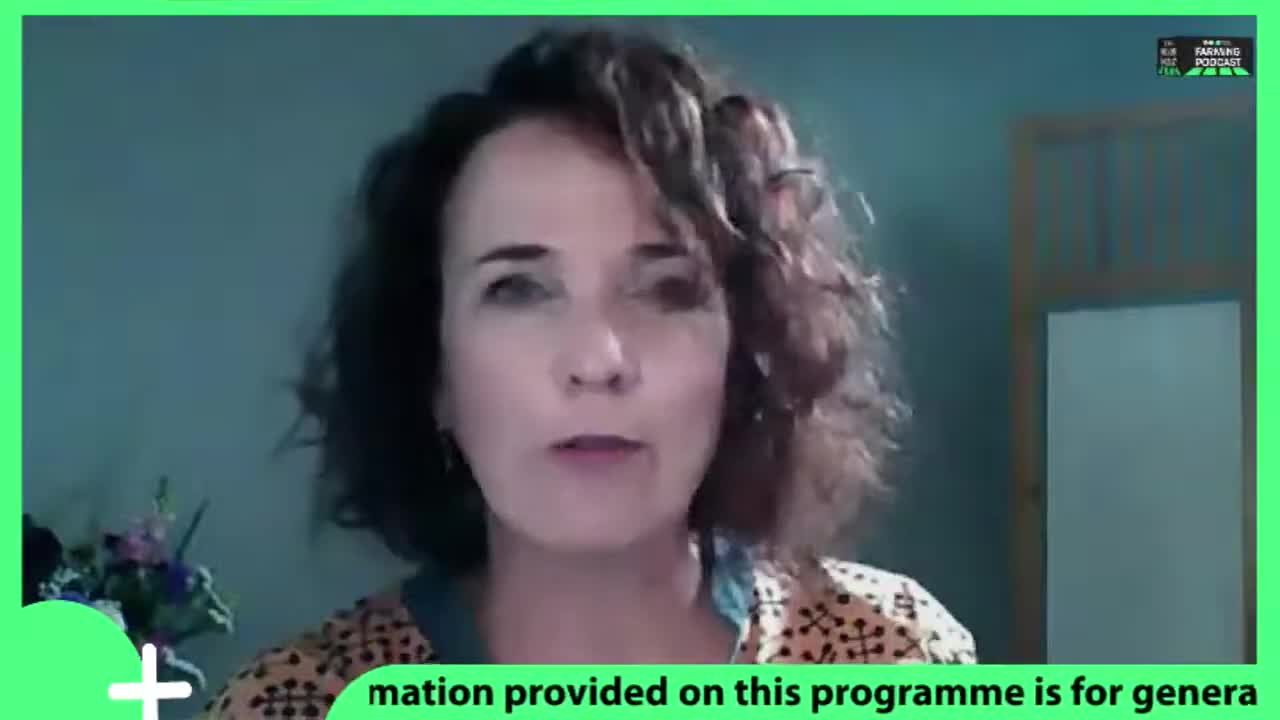 FARMING
PODCAST
mation provided on this programme is for genera